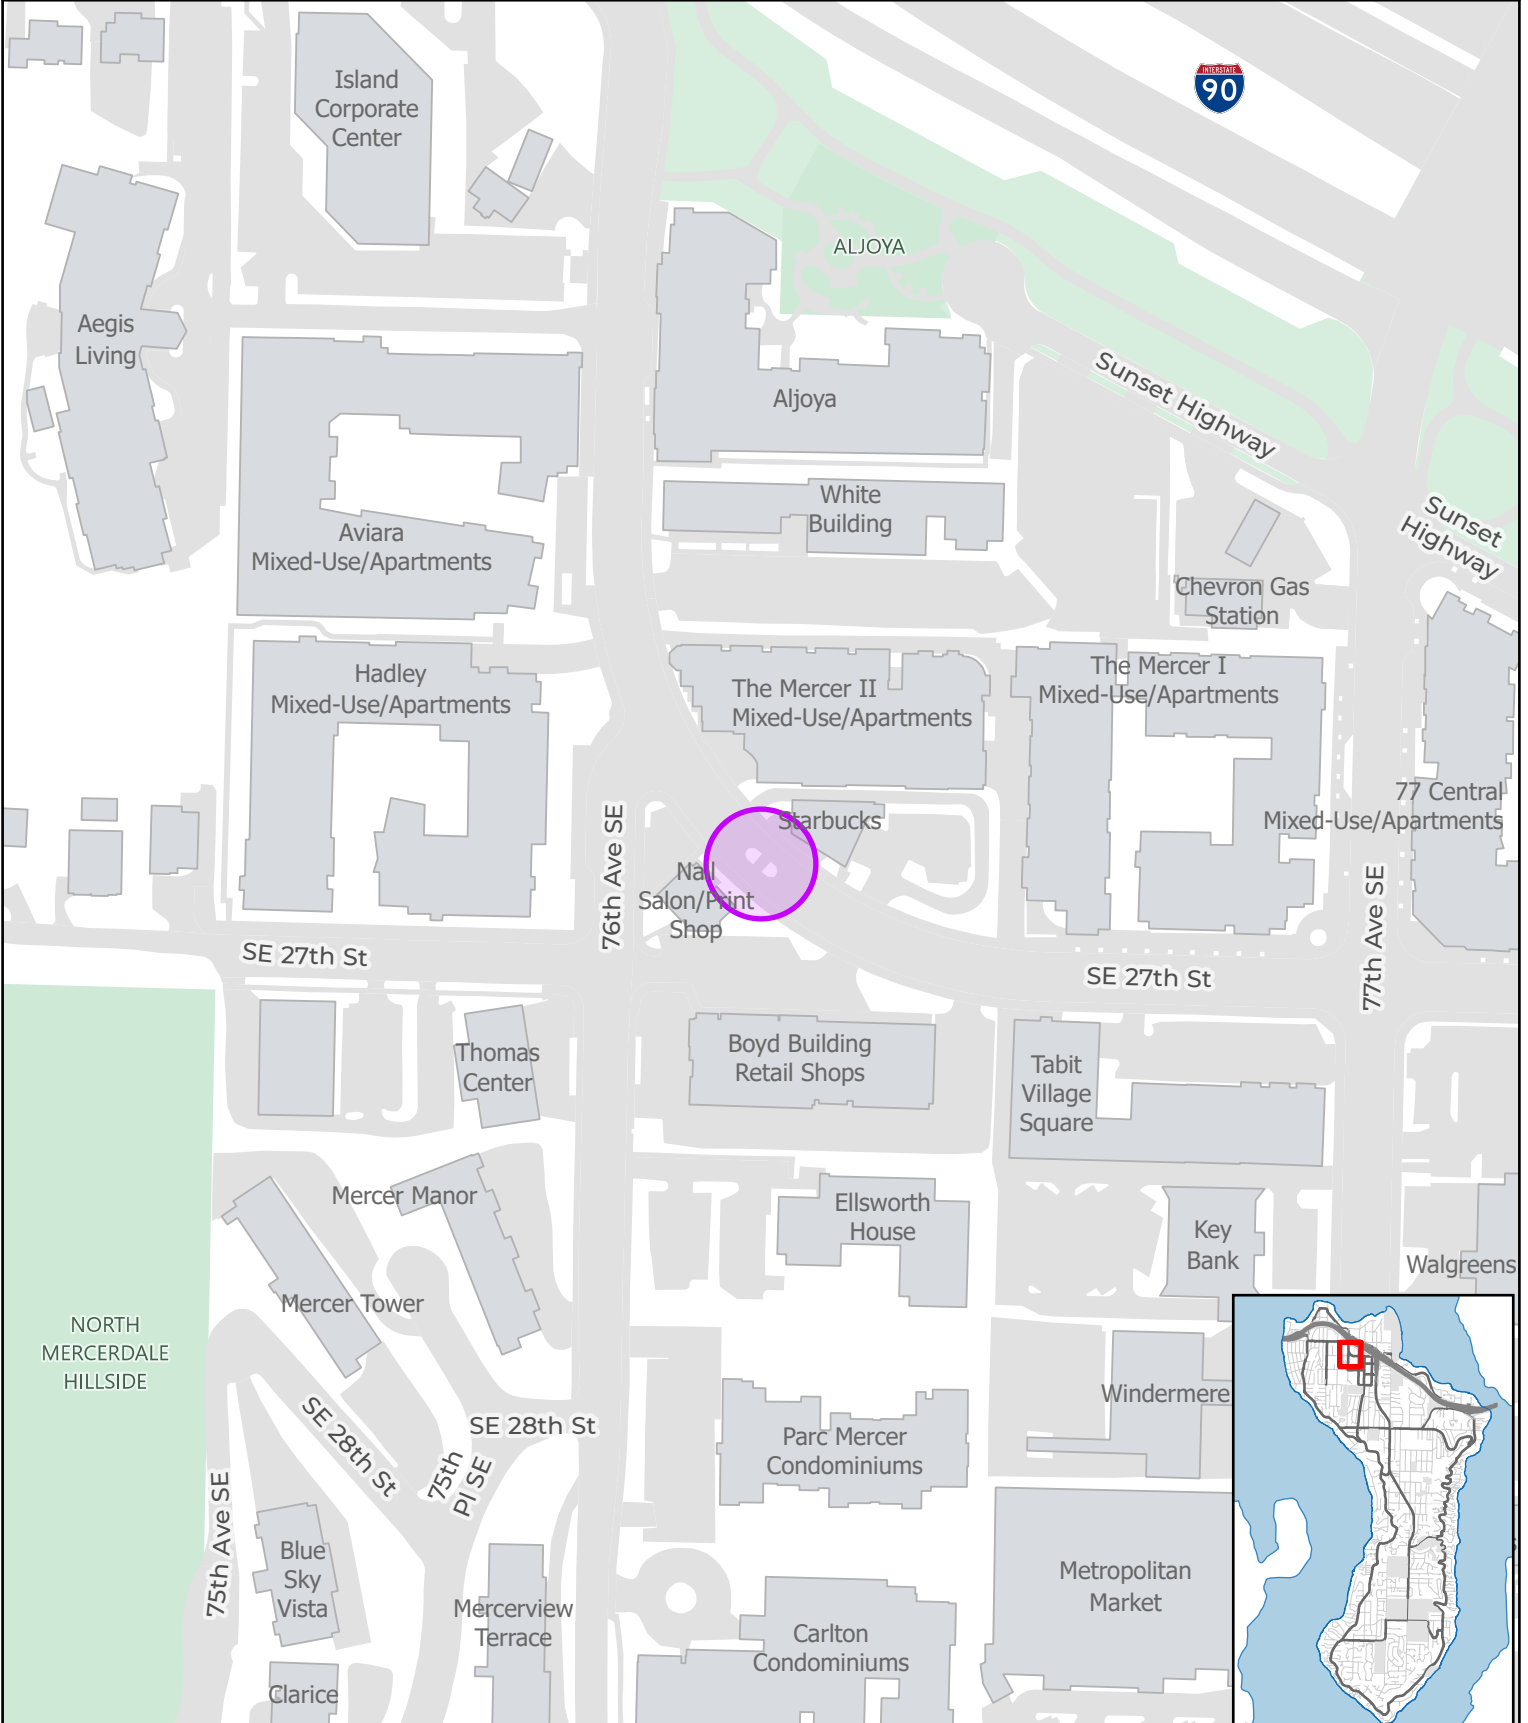 Island
Corporate
Center
INTERSTATE
90
ALJOYA
Aegis
Living
Aljoya
Sunset Highway
White
Building
Aviara
Mixed-Use/Apartments
Sunset
Highway
Chevron Gas
Station
Hadley
Mixed-Use/Apartments
The Mercer II
Mixed-Use/Apartments
The Mercer I
Mixed-Use/Apartments
77 Central
Mixed-Use/Apartments
Starbucks
76th Ave SE
Nail
Salon/Print
Shop
77th Ave SE
SE 27th St
SE 27th St
Thomas
Center
Boyd Building
Retail Shops
Tabit
Village
Square
Mercer Manor
Ellsworth
House
Key
Bank
Walgreens
Mercer Tower
NORTH
MERCERDALE
HILLSIDE
Windermere
SE 28th St
SE 28th St
75th
Pl SE
Parc Mercer
Condominiums
75th Ave SE
Blue
Sky
Vista
Mercerview
Terrace
Metropolitan
Market
Carlton
Condominiums
Clarice